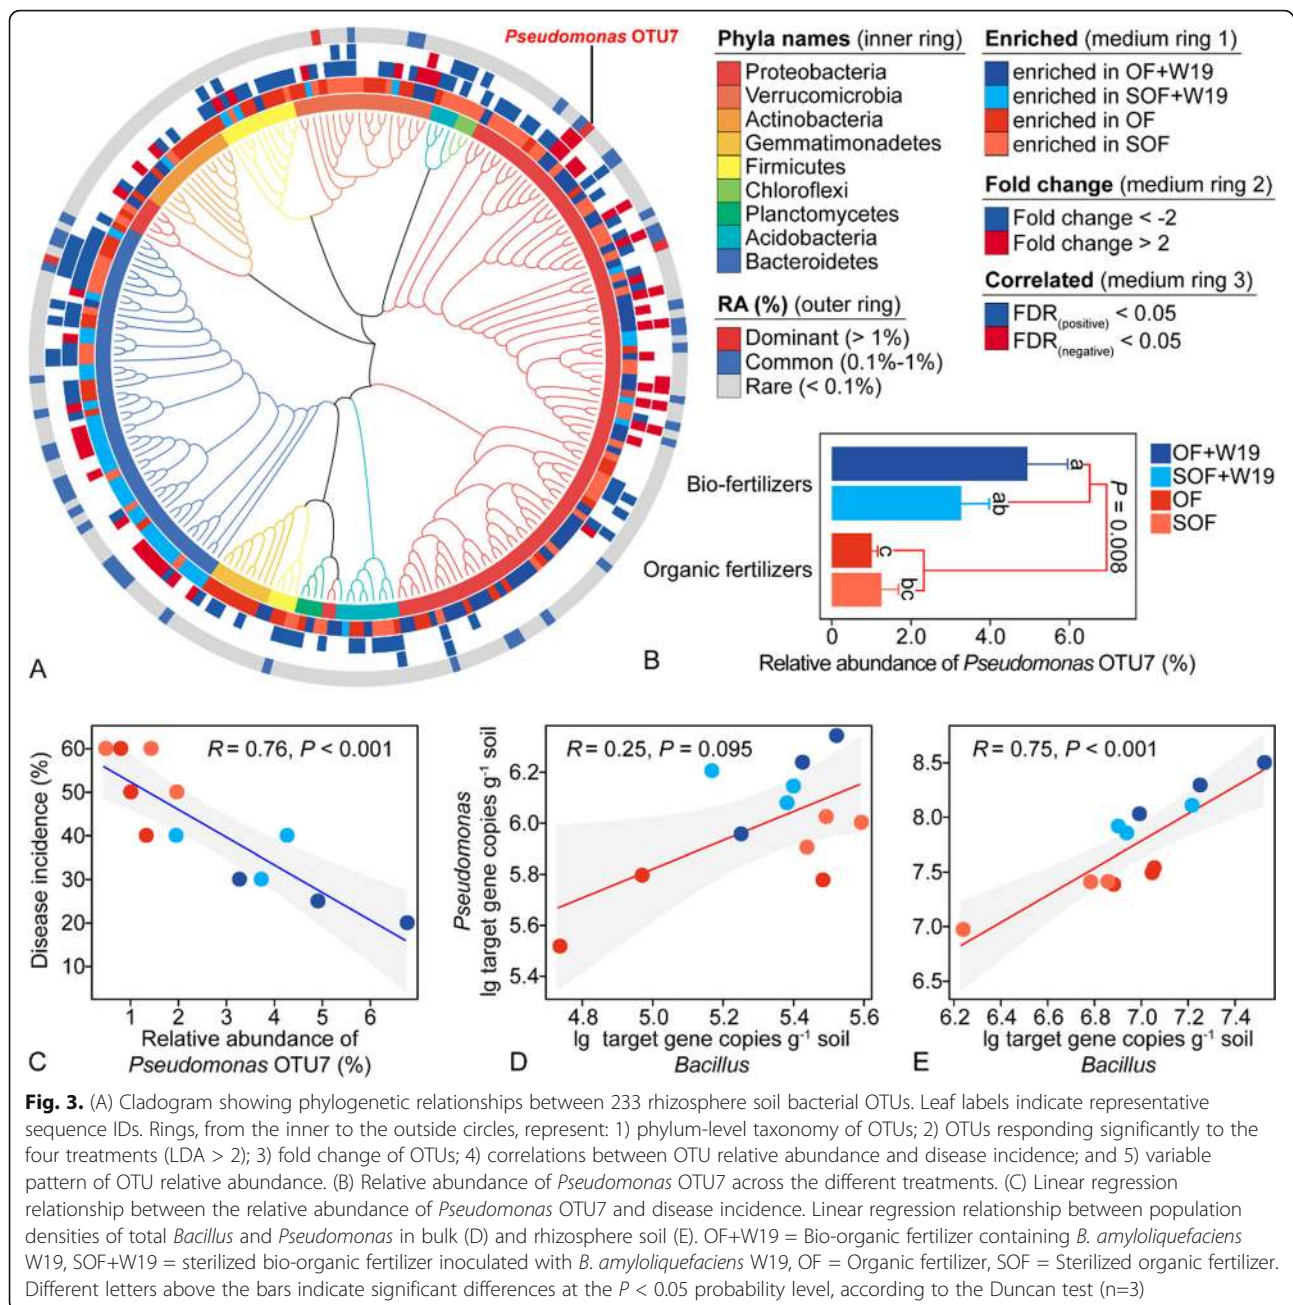 Pseudomonas OTU7
Phyla names (inner ring)
Proteobacteria
Verrucomicrobia
Actinobacteria
Gemmatimonadetes
Firmicutes
Chloroflexi
Planctomycetes
Acidobacteria
Bacteroidetes
RA (%) (outer ring)
Dominant (> 1%)
Common (0.1%-1%)
Rare (< 0.1%)
Enriched (medium ring 1)
enriched in OF+W19
enriched in SOF+W19
enriched in OF
enriched in SOF
Fold change (medium ring 2)
Fold change < -2
Fold change > 2
Correlated (medium ring 3)
FDR(positive) < 0.05
FDR(negative) < 0.05
A
Bio-fertilizers
Organic fertilizers
a
ab
c
bc
P = 0.008
OF+W19
SOF+W19
OF
SOF
0 2.0 4.0 6.0
B
Relative abundance of Pseudomonas OTU7 (%)
R = 0.76, P < 0.001
Disease incidence (%)
60
50
40
30
20
10
1 2 3 4 5 6
Relative abundance of
Pseudomonas OTU7 (%)
C
R = 0.25, P = 0.095
Pseudomonas
lg target gene copies g⁻¹ soil
6.2
6.0
5.8
5.6
5.4
4.8 5.0 5.2 5.4 5.6
lg target gene copies g⁻¹ soil
Bacillus
D
R = 0.75, P < 0.001
8.5
8.0
7.5
7.0
6.5
6.2 6.4 6.6 6.8 7.0 7.2 7.4
lg target gene copies g⁻¹ soil
Bacillus
E
Fig. 3. (A) Cladogram showing phylogenetic relationships between 233 rhizosphere soil bacterial OTUs. Leaf labels indicate representative
sequence IDs. Rings, from the inner to the outside circles, represent: 1) phylum-level taxonomy of OTUs; 2) OTUs responding significantly to the
four treatments (LDA > 2); 3) fold change of OTUs; 4) correlations between OTU relative abundance and disease incidence; and 5) variable
pattern of OTU relative abundance. (B) Relative abundance of Pseudomonas OTU7 across the different treatments. (C) Linear regression
relationship between the relative abundance of Pseudomonas OTU7 and disease incidence. Linear regression relationship between population
densities of total Bacillus and Pseudomonas in bulk (D) and rhizosphere soil (E). OF+W19 = Bio-organic fertilizer containing B. amyloliquefaciens
W19, SOF+W19 = sterilized bio-organic fertilizer inoculated with B. amyloliquefaciens W19, OF = Organic fertilizer, SOF = Sterilized organic fertilizer.
Different letters above the bars indicate significant differences at the P < 0.05 probability level, according to the Duncan test (n=3)